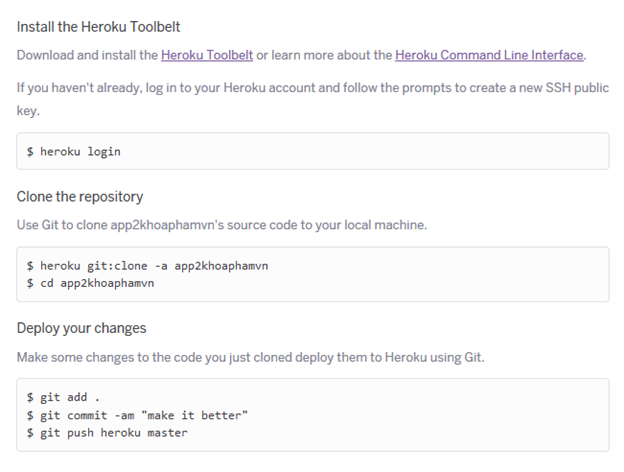 Install the Heroku Toolbelt
Download and install the Heroku Toolbelt or learn more about the Heroku Command Line Interface.
If you haven't already, log in to your Heroku account and follow the prompts to create a new SSH public
key.
$ heroku login
Clone the repository
Use Git to clone app2khoaphamvn's source code to your local machine.
$ heroku git:clone -a app2khoaphamvn
$ cd app2khoaphamvn
Deploy your changes
Make some changes to the code you just cloned deploy them to Heroku using Git.
$ git add .
$ git commit -am "make it better"
$ git push heroku master